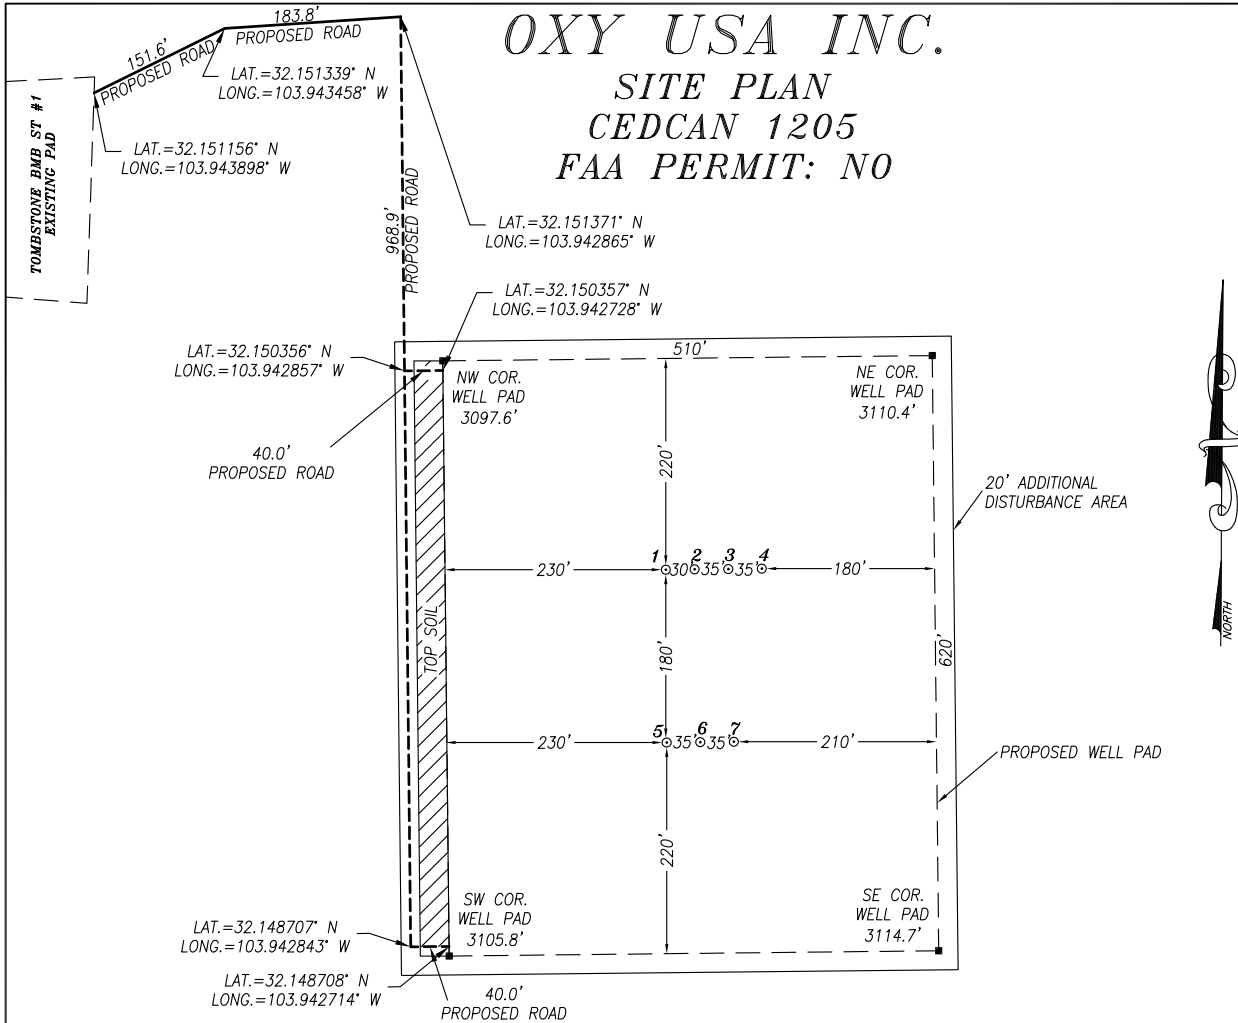 OXY USA INC.
SITE PLAN
CEDCAN 1205
FAA PERMIT: NO
183.8'
PROPOSED ROAD
151.6'
PROPOSED ROAD
LAT.=32.151339° N
LONG.=103.943458° W
TOMBSTONE BMB ST #1
EXISTING PAD
LAT.=32.151156° N
LONG.=103.943898° W
968.9'
PROPOSED ROAD
LAT.=32.151371° N
LONG.=103.942865° W
LAT.=32.150357° N
LONG.=103.942728° W
LAT.=32.150356° N
LONG.=103.942857° W
510'
NW COR.
WELL PAD
3097.6'
NE COR.
WELL PAD
3110.4'
40.0'
PROPOSED ROAD
220'
20' ADDITIONAL
DISTURBANCE AREA
1 2 3 4
230' 30' 35' 35' 180'
TOP SOIL
180'
620'
NORTH
5 6 7
230' 35' 35' 210'
PROPOSED WELL PAD
220'
SW COR.
WELL PAD
3105.8'
SE COR.
WELL PAD
3114.7'
LAT.=32.148707° N
LONG.=103.942843° W
LAT.=32.148708° N
LONG.=103.942714° W
40.0'
PROPOSED ROAD